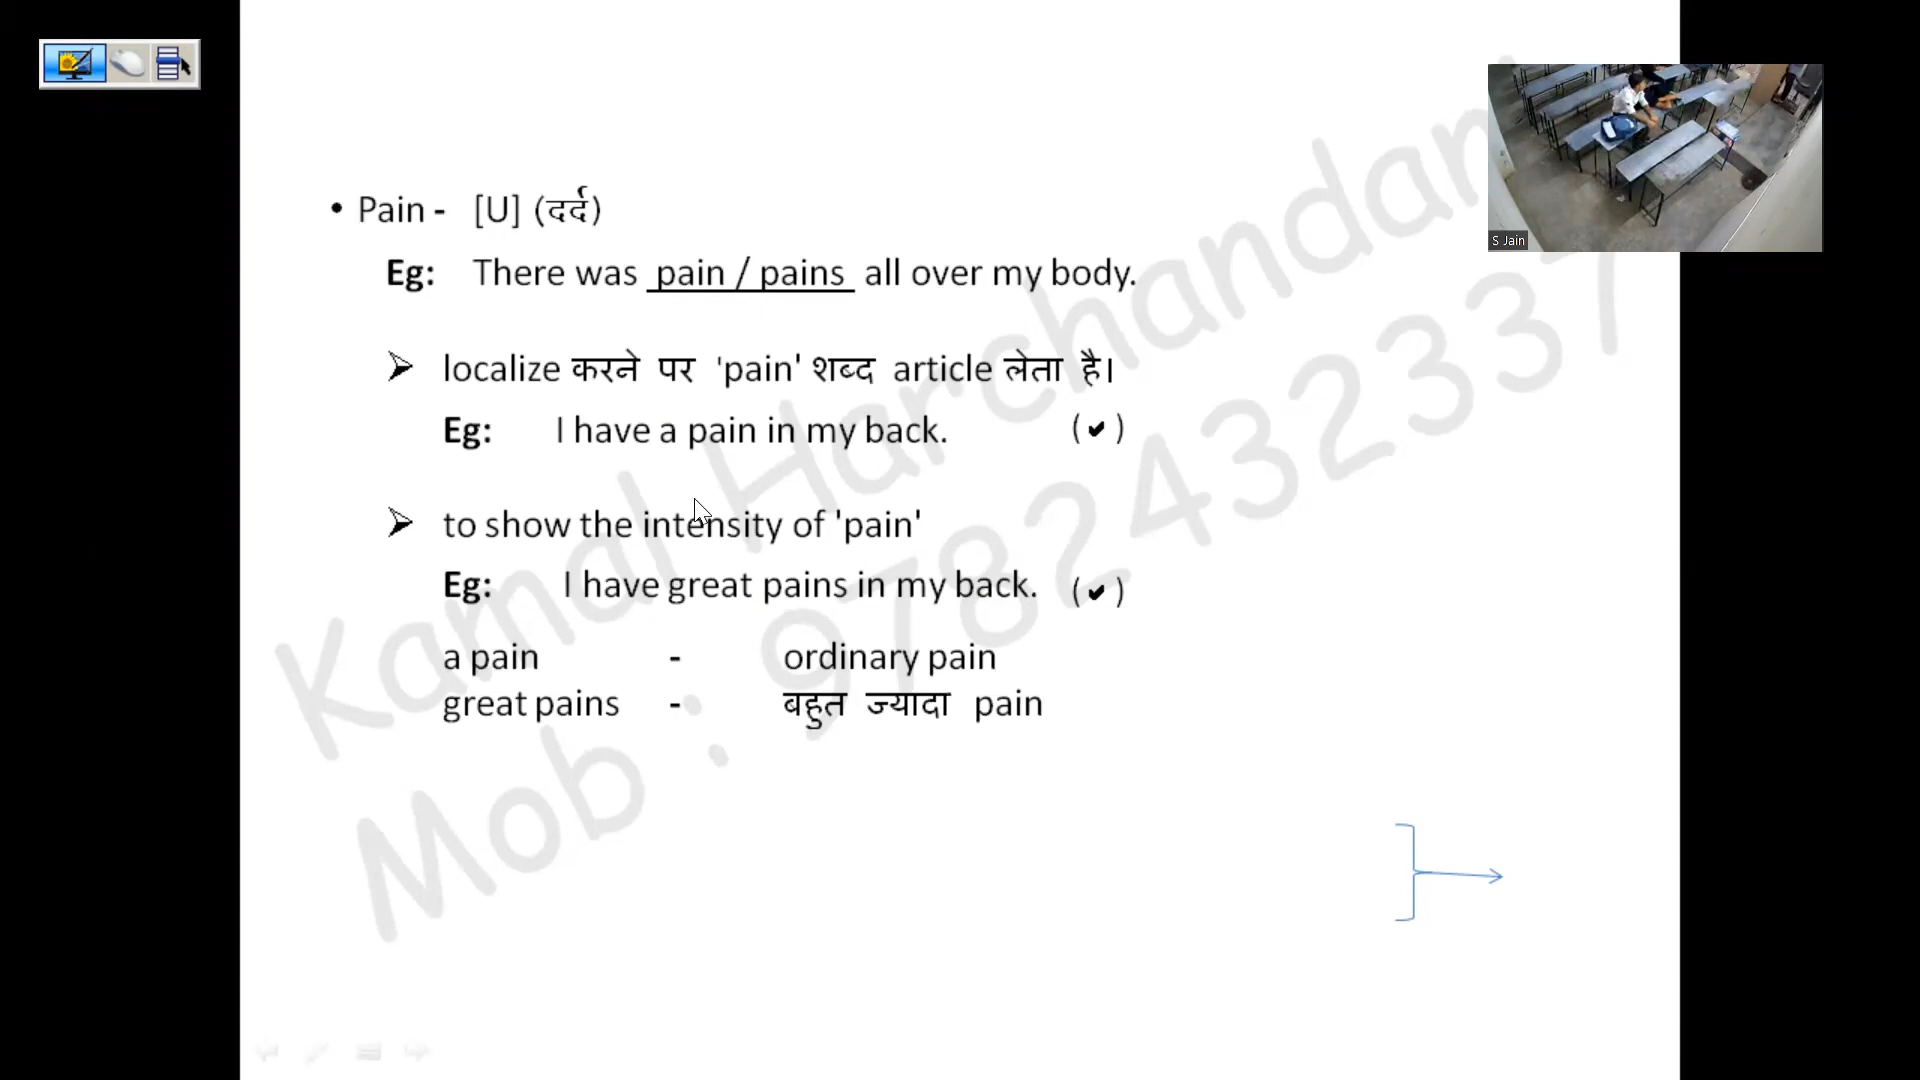 • Pain - [U] (दर्द)
Eg: There was pain / pains all over my body.
➢ localize करने पर 'pain' शब्द article लेता है।
Eg: I have a pain in my back. (✔)
➢ to show the intensity of 'pain'
Eg: I have great pains in my back. (✔)
a pain - ordinary pain
great pains - बहुत ज्यादा pain
Kamal Harchandani
Mob : 9782432337
S Jain